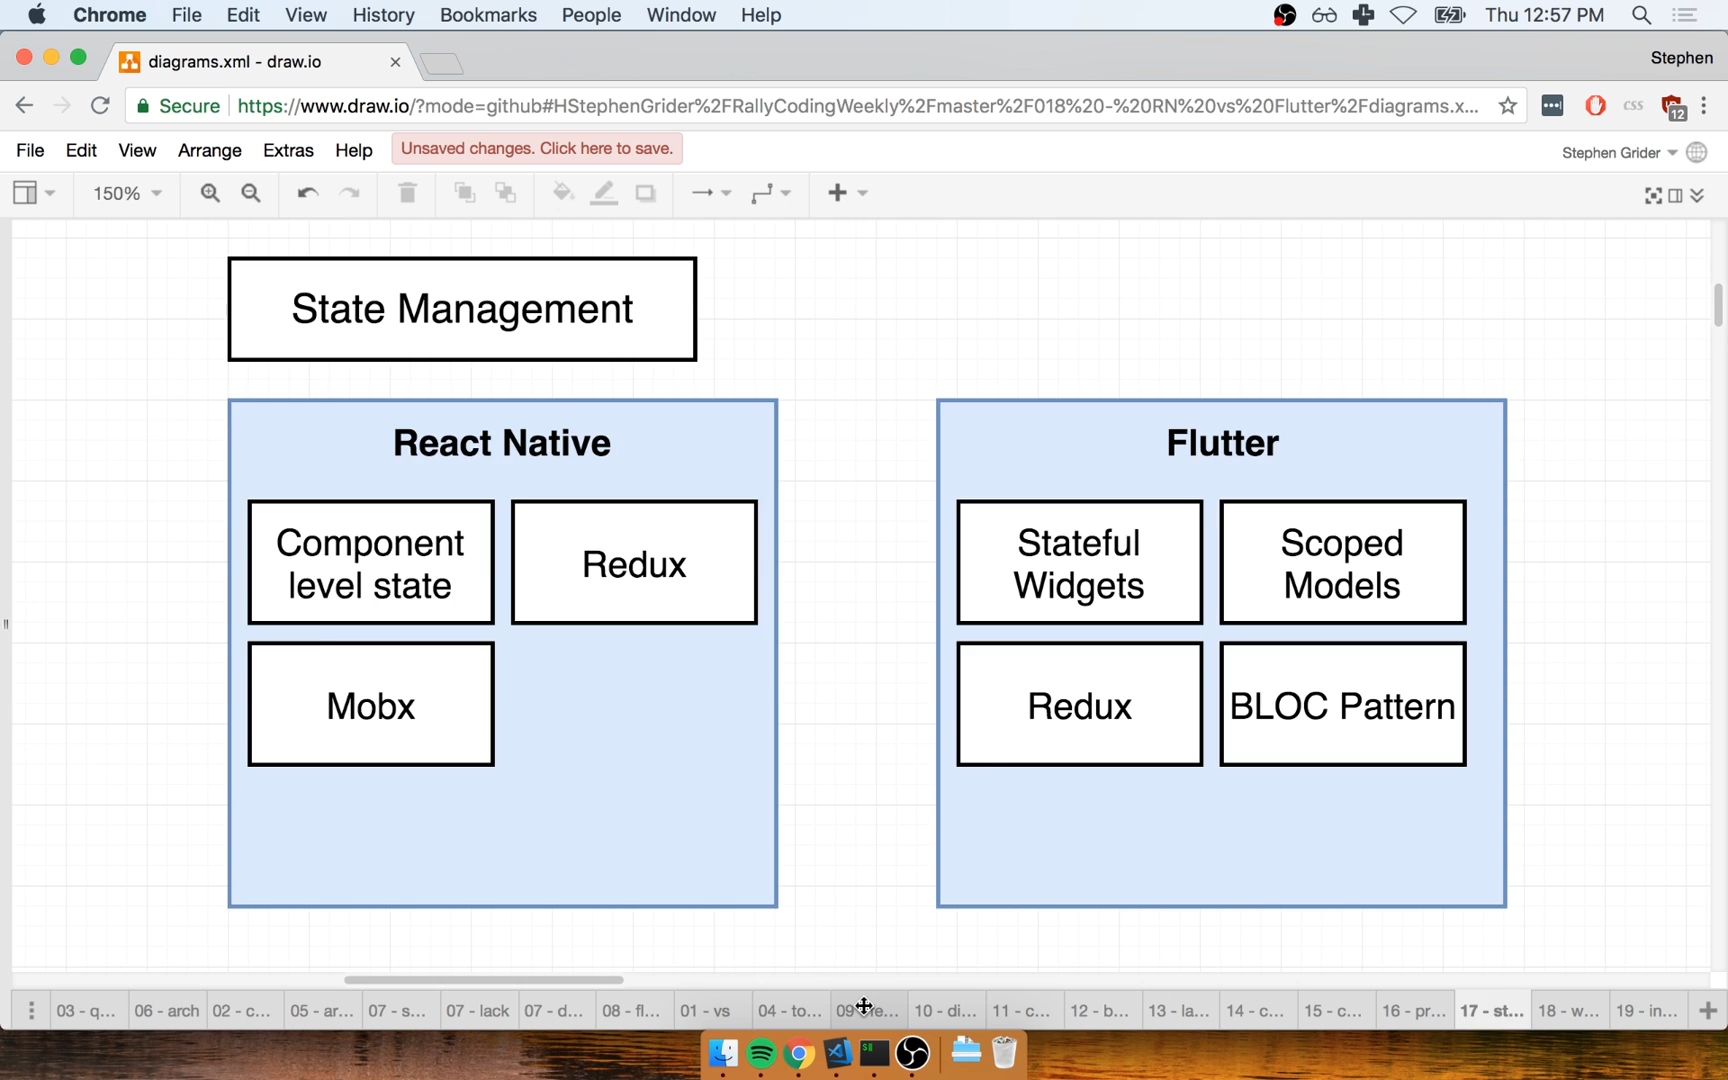 Chrome File Edit View History Bookmarks People Window Help Thu 12:57 PM
diagrams.xml - draw.io
Stephen
Secure https://www.draw.io/?mode=github#HStephenGrider%2FRallyCodingWeekly%2Fmaster%2F018%20-%20RN%20vs%20Flutter%2Fdiagrams.x...
css
12
File Edit View Arrange Extras Help Unsaved changes. Click here to save. Stephen Grider
150%
State Management
React Native
Flutter
Component
level state
Redux
Stateful
Widgets
Scoped
Models
Mobx
Redux
BLOC Pattern
03 - q... 06 - arch 02 - c... 05 - ar... 07 - s... 07 - lack 07 - d... 08 - fl... 01 - vs 04 - to... 10 - di... 11 - c... 12 - b... 13 - la... 14 - c... 15 - c... 16 - pr... 17 - st... 18 - w... 19 - in...